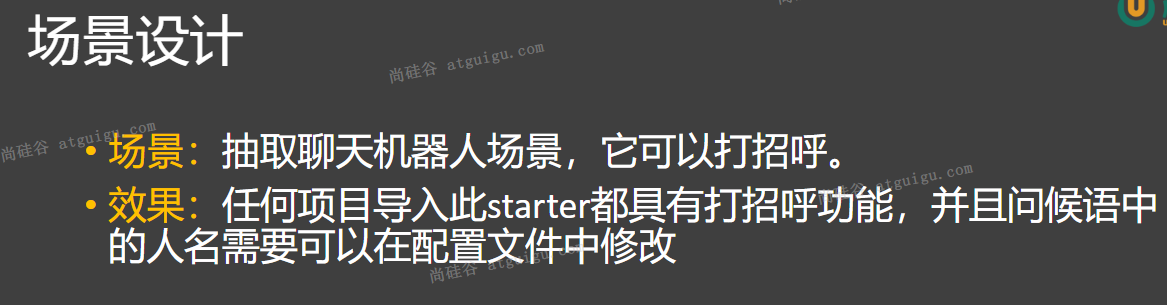 场景设计
尚硅谷 atguigu.com
尚硅谷 atguigu.com
• 场景：抽取聊天机器人场景，它可以打招呼。
尚硅谷 atguigu.com
• 效果：任何项目导入此starter都具有打招呼功能，并且问候语中
的人名需要可以在配置文件中修改
尚硅谷 atguigu.com